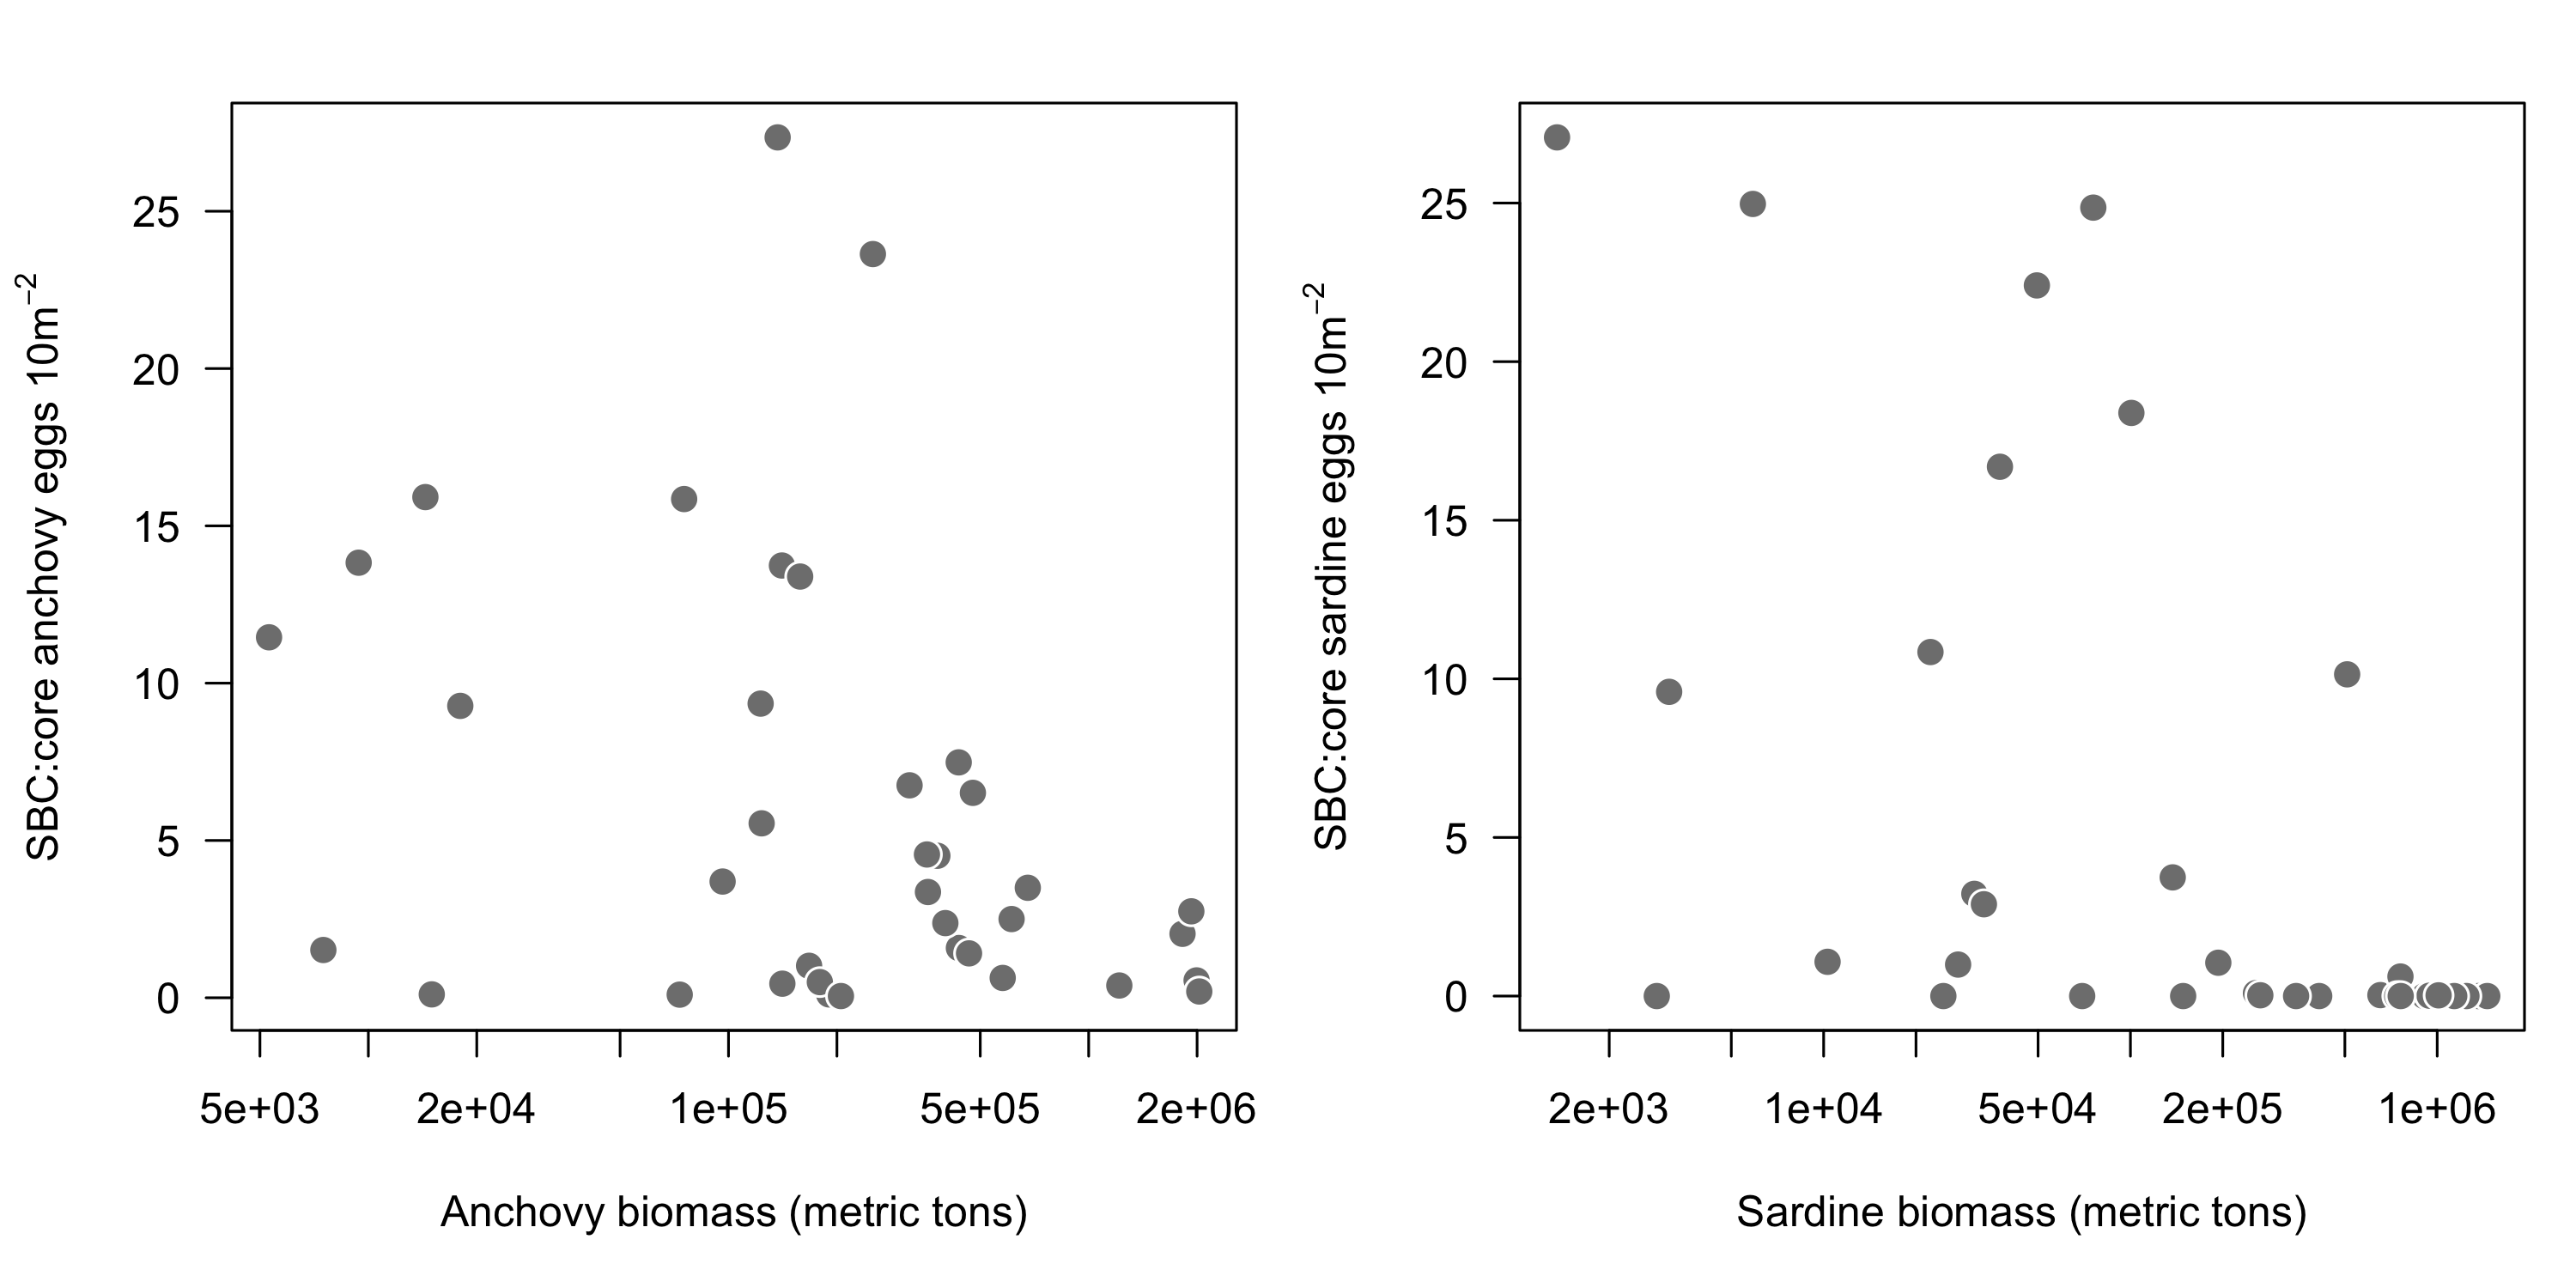 SBC:core anchovy eggs 10m⁻²
25
20
15
10
5
0
5e+03 2e+04 1e+05 5e+05 2e+06
Anchovy biomass (metric tons)
SBC:core sardine eggs 10m⁻²
25
20
15
10
5
0
2e+03 1e+04 5e+04 2e+05 1e+06
Sardine biomass (metric tons)